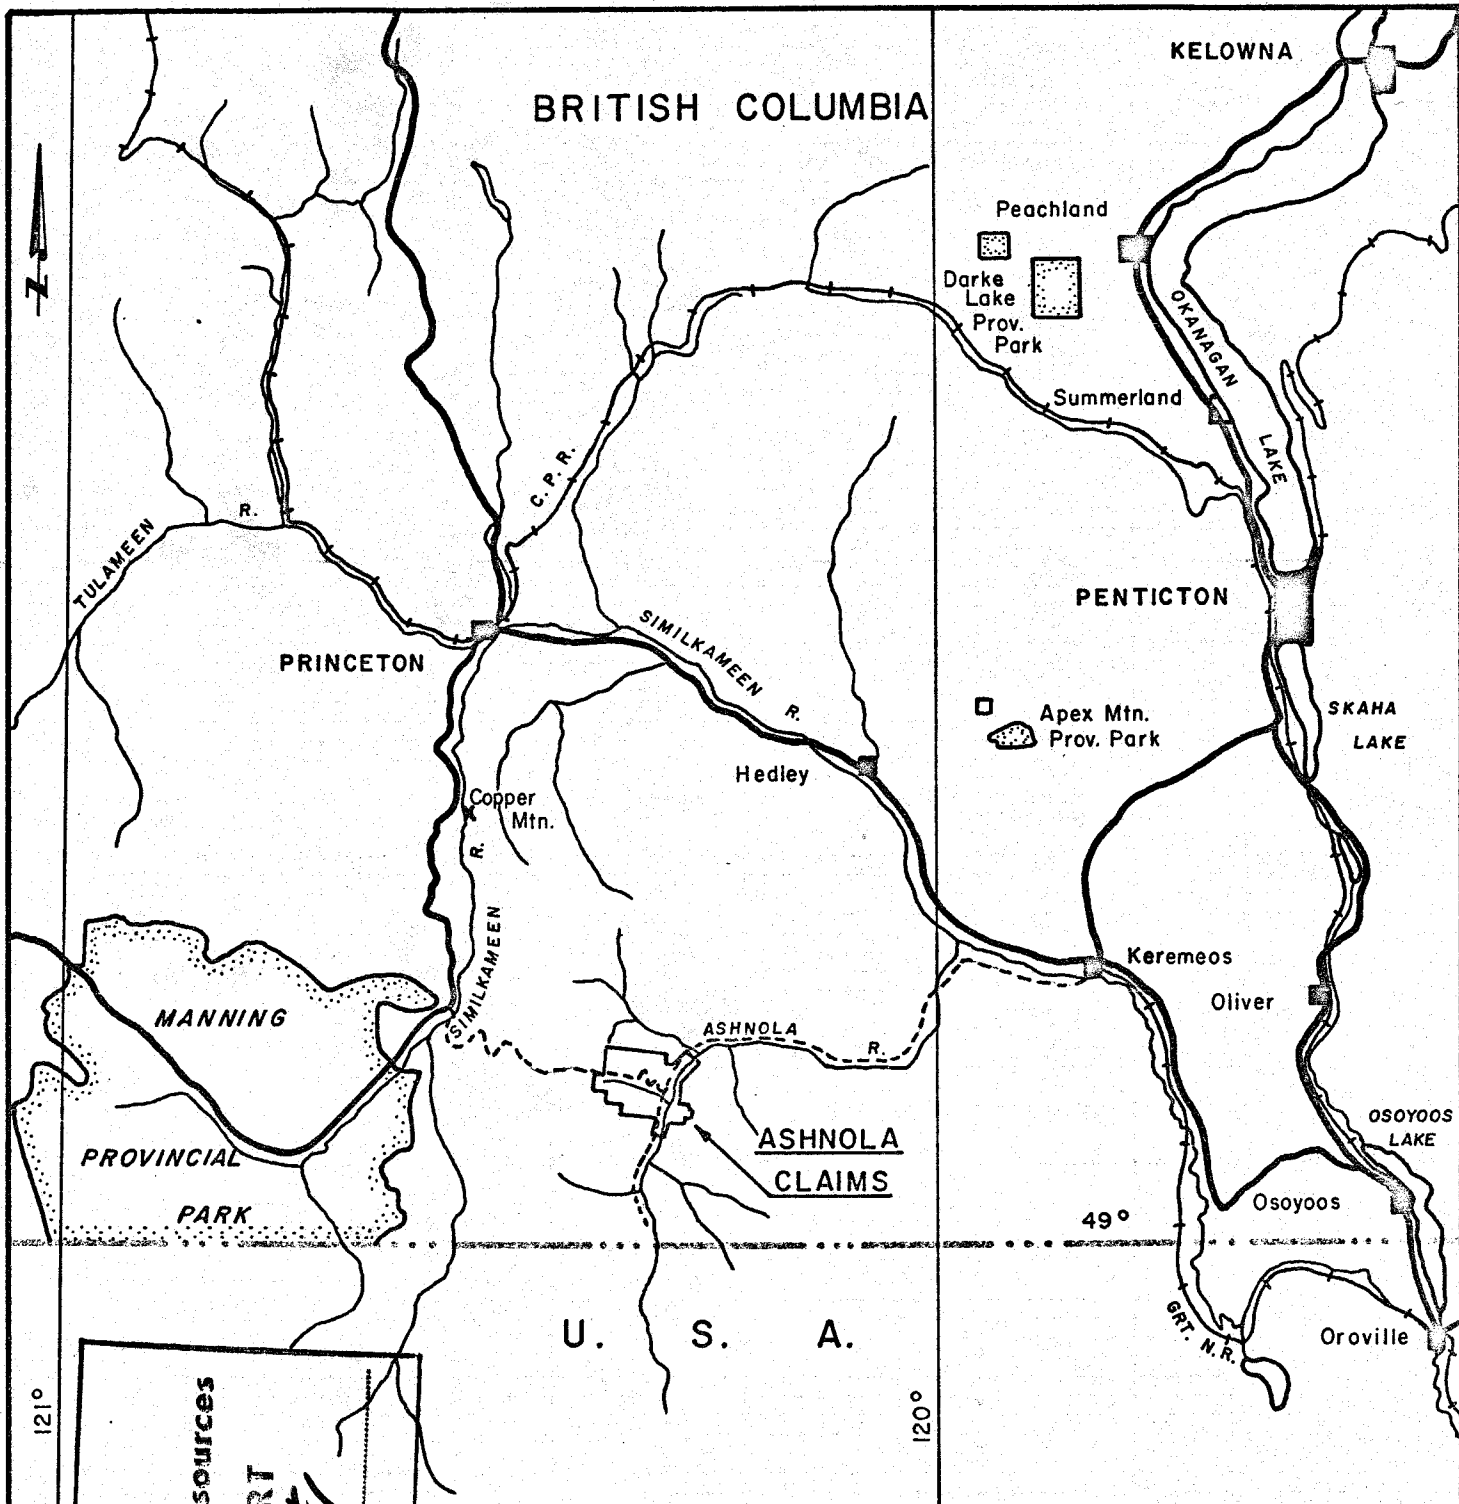 KELOWNA
BRITISH COLUMBIA
Peachland
N
Darke
Lake
Prov.
Park
OKANAGAN
LAKE
Summerland
C. P. R.
R.
TULAMEEN
PENTICTON
PRINCETON
SIMILKAMEEN
R.
Apex Mtn.
Prov. Park
SKAHA
LAKE
Hedley
Copper
Mtn.
R.
SIMILKAMEEN
Keremeos
Oliver
MANNING
ASHNOLA
R.
PROVINCIAL
PARK
ASHNOLA
CLAIMS
OSOYOOS
LAKE
Osoyoos
49°
U. S. A.
GRT. N.R.
Oroville
121°
120°
sources
RT